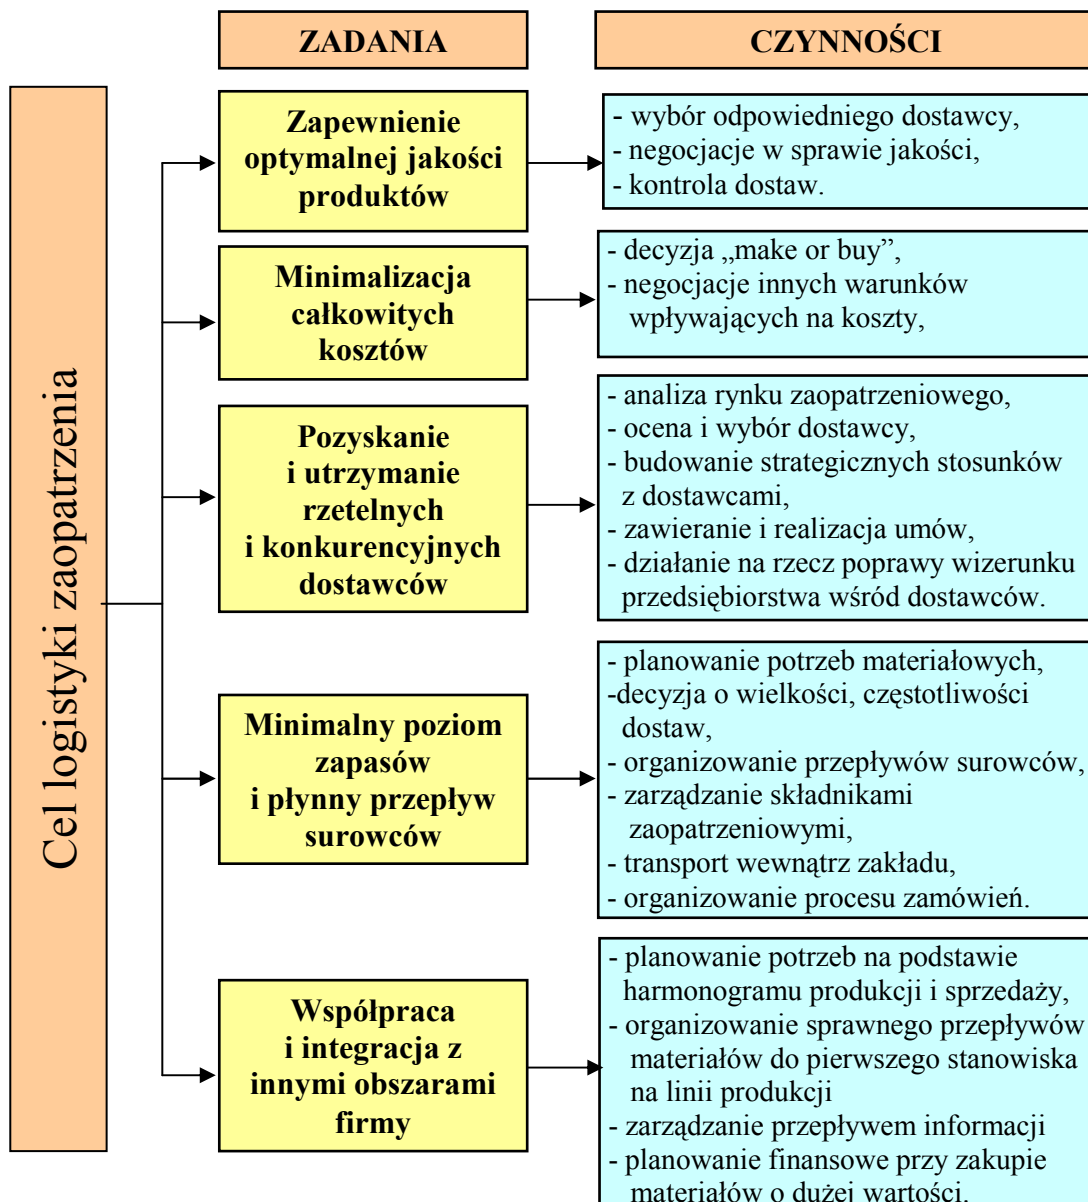 ZADANIA
CZYNNOŚCI
Cel logistyki zaopatrzenia
Zapewnienie
optymalnej jakości
produktów
- wybór odpowiedniego dostawcy,
- negocjacje w sprawie jakości,
- kontrola dostaw.
Minimalizacja
całkowitych
kosztów
- decyzja „make or buy”,
- negocjacje innych warunków
wpływających na koszty,
Pozyskanie
i utrzymanie
rzetelnych
i konkurencyjnych
dostawców
- analiza rynku zaopatrzeniowego,
- ocena i wybór dostawcy,
- budowanie strategicznych stosunków
z dostawcami,
- zawieranie i realizacja umów,
- działanie na rzecz poprawy wizerunku
przedsiębiorstwa wśród dostawców.
Minimalny poziom
zapasów
i płynny przepływ
surowców
- planowanie potrzeb materiałowych,
-decyzja o wielkości, częstotliwości
dostaw,
- organizowanie przepływów surowców,
- zarządzanie składnikami
zaopatrzeniowymi,
- transport wewnątrz zakładu,
- organizowanie procesu zamówień.
Współpraca
i integracja z
innymi obszarami
firmy
- planowanie potrzeb na podstawie
harmonogramu produkcji i sprzedaży,
- organizowanie sprawnego przepływów
materiałów do pierwszego stanowiska
na linii produkcji
- zarządzanie przepływem informacji
- planowanie finansowe przy zakupie
materiałów o dużej wartości.